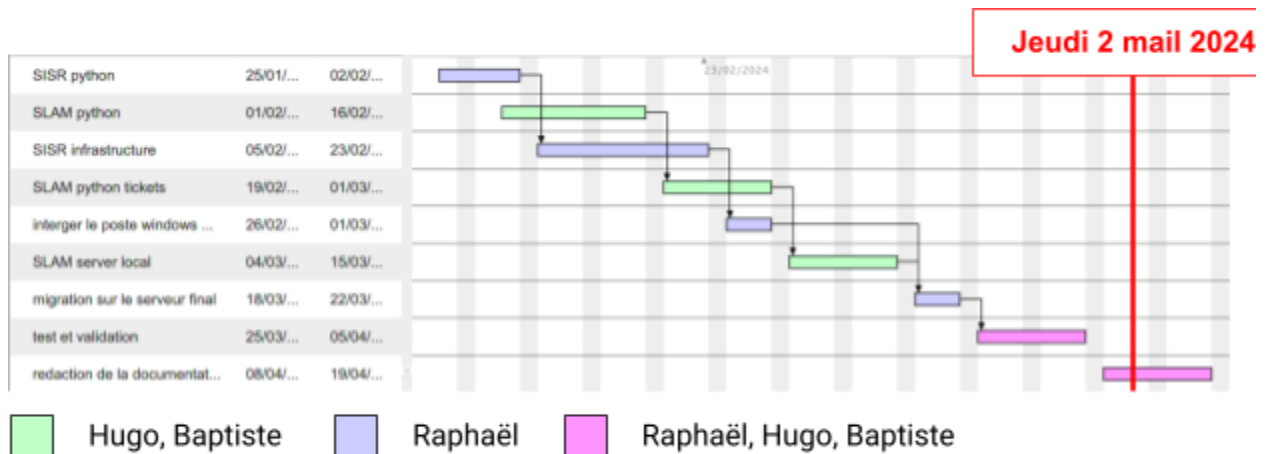 Jeudi 2 mail 2024
23/02/2024
SISR python 25/01/... 02/02/...
SLAM python 01/02/... 16/02/...
SISR infrastructure 05/02/... 23/02/...
SLAM python tickets 19/02/... 01/03/...
interger le poste windows ... 26/02/... 01/03/...
SLAM server local 04/03/... 15/03/...
migration sur le serveur final 18/03/... 22/03/...
test et validation 25/03/... 05/04/...
redaction de la documentat... 08/04/... 19/04/...
Hugo, Baptiste Raphaël Raphaël, Hugo, Baptiste